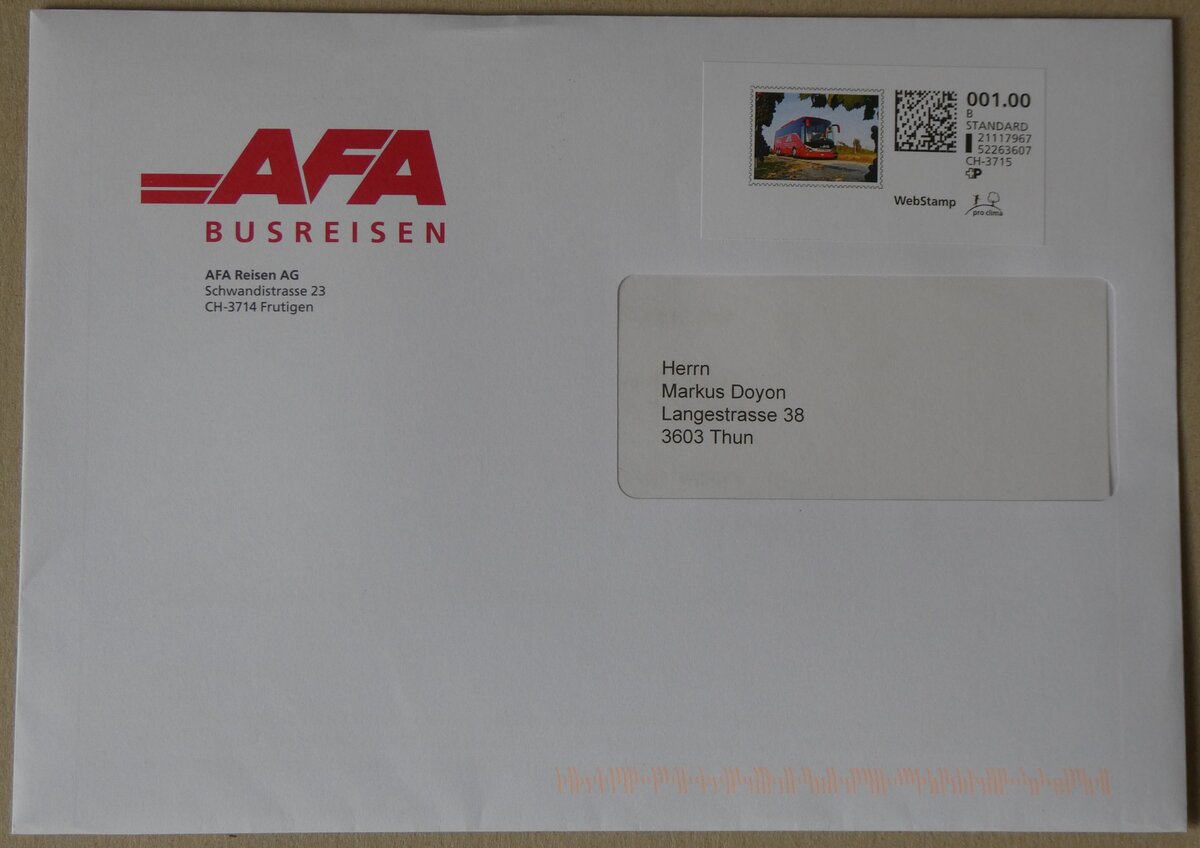 AFA
BUSREISEN
AFA Reisen AG
Schwandistrasse 23
CH-3714 Frutigen
001.00
B
STANDARD
21117967
52263607
CH-3715
P
WebStamp
pro clima
Herrn
Markus Doyon
Langestrasse 38
3603 Thun